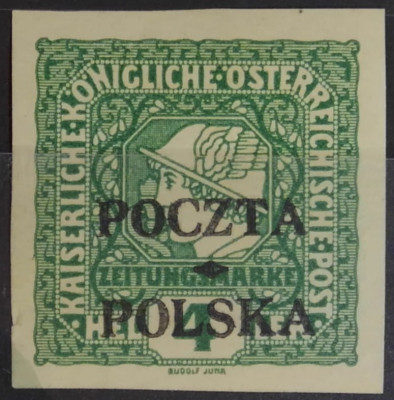 KAISERLICHE·KÖNIGLICHE·ÖSTERREICHISCHE·POST
POCZTA
ZEITUNGSMARKE
POLSKA
4
RUDOLF JUNK